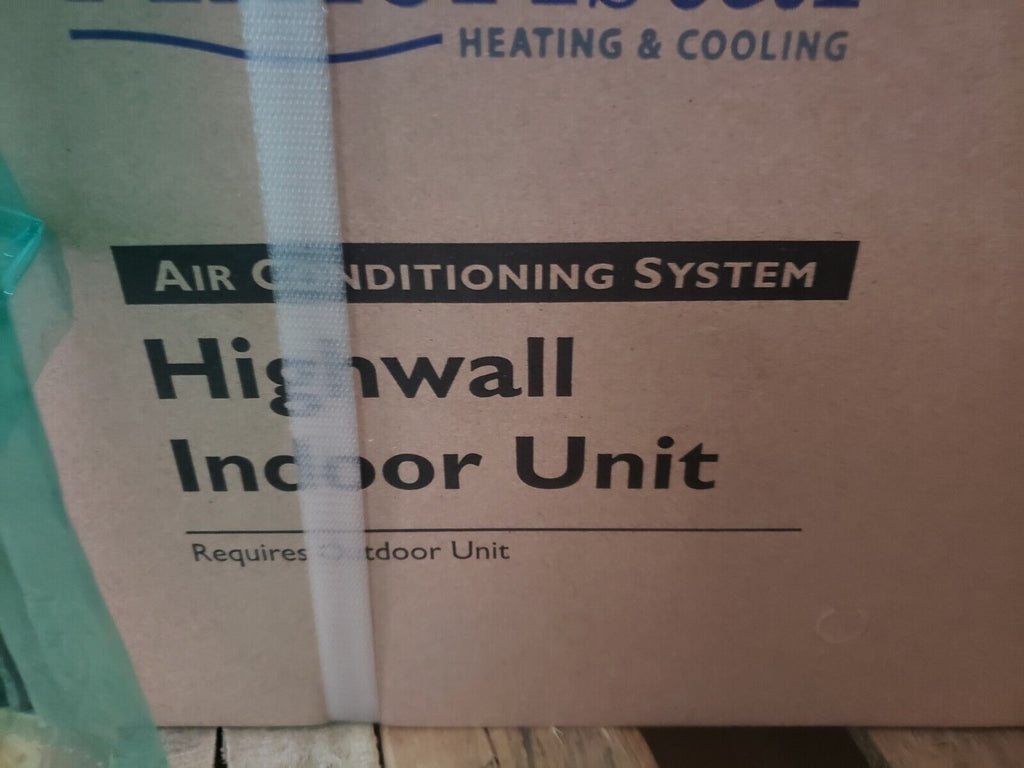 HEATING & COOLING
AIR CONDITIONING SYSTEM
Highwall
Indoor Unit
Requires Outdoor Unit